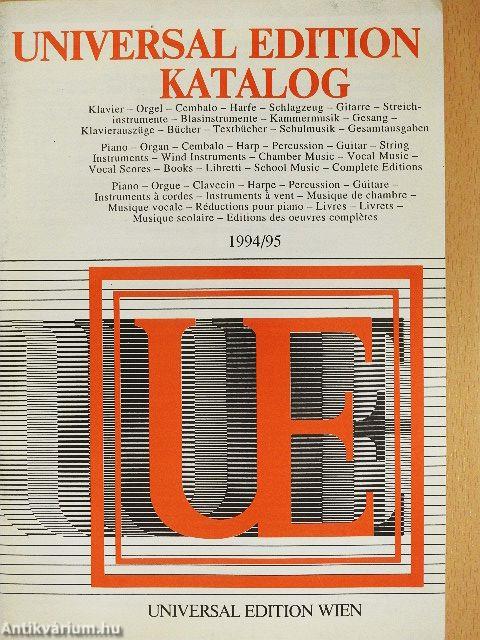 UNIVERSAL EDITION
KATALOG
Klavier – Orgel – Cembalo – Harfe – Schlagzeug – Gitarre – Streich-
instrumente – Blasinstrumente – Kammermusik – Gesang –
Klavierauszüge – Bücher – Textbücher – Schulmusik – Gesamtausgaben
Piano – Organ – Cembalo – Harp – Percussion – Guitar – String
Instruments – Wind Instruments – Chamber Music – Vocal Music –
Vocal Scores – Books – Libretti – School Music – Complete Editions
Piano – Orgue – Clavecin – Harpe – Percussion – Guitare –
Instruments à cordes – Instruments à vent – Musique de chambre –
Musique vocale – Réductions pour piano – Livres – Livrets –
Musique scolaire – Editions des oeuvres complètes
1994/95
UE
UNIVERSAL EDITION WIEN
Antikvárium.hu